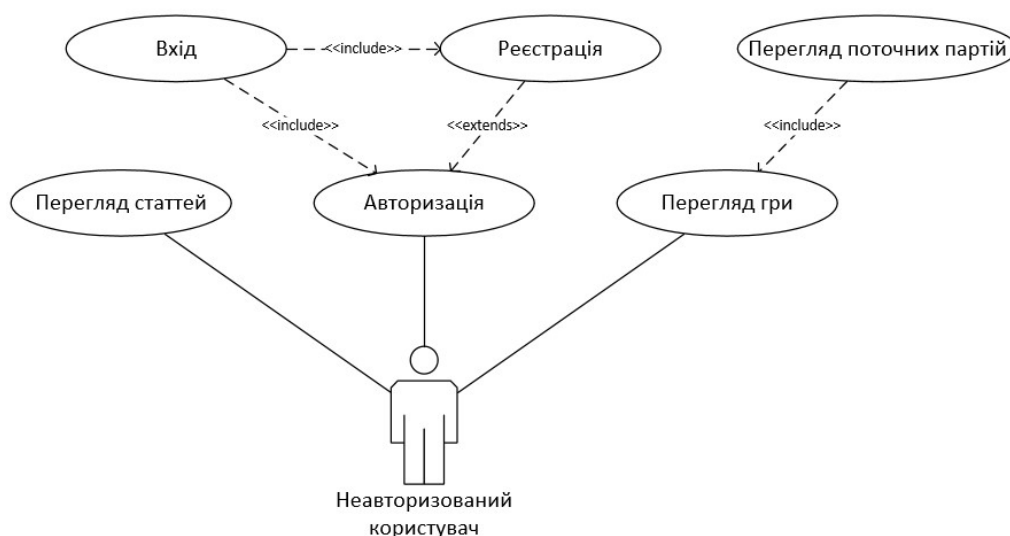 Вхід
<<include>>
Реєстрація
Перегляд поточних партій
<<include>>
<<extends>>
<<include>>
Перегляд статтей
Авторизація
Перегляд гри
Неавторизований
користувач